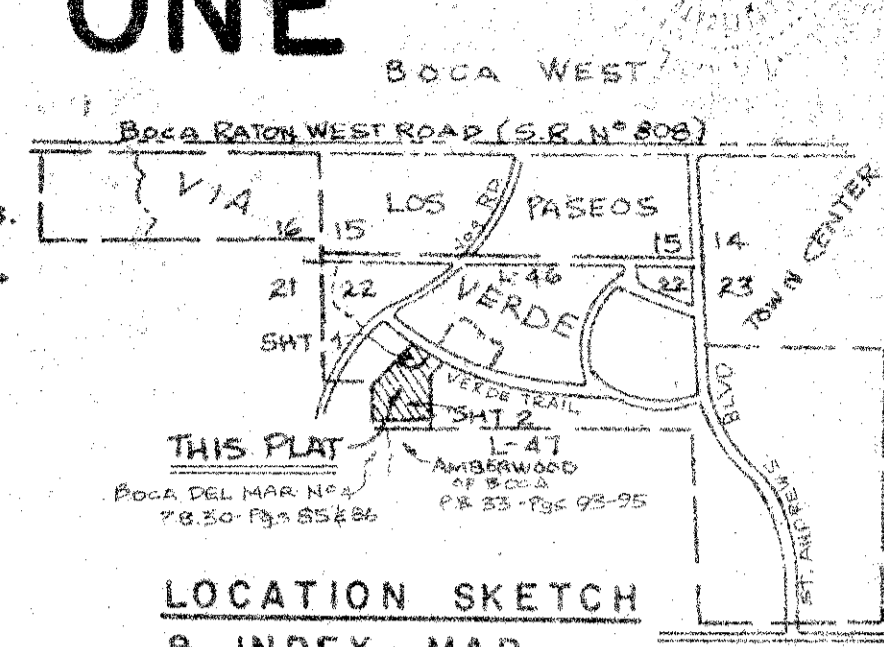 ONE
BOCA WEST
BOCA RATON WEST ROAD (S.R. Nº 808)
VIA
LOS
JOG RD
PASEOS
16
15
15
14
TOWN CENTER
21
22
L-46
22
23
VERDE
SHT 1
VERDE TRAIL
BLVD
SHT 2
THIS PLAT
L-47
AMBERWOOD
OF BOCA
P.B. 33-Pgs 93-95
BOCA DEL MAR Nº 4
P.B. 30-Pgs 85 & 86
ST. ANDREWS
LOCATION SKETCH
& INDEX MAP